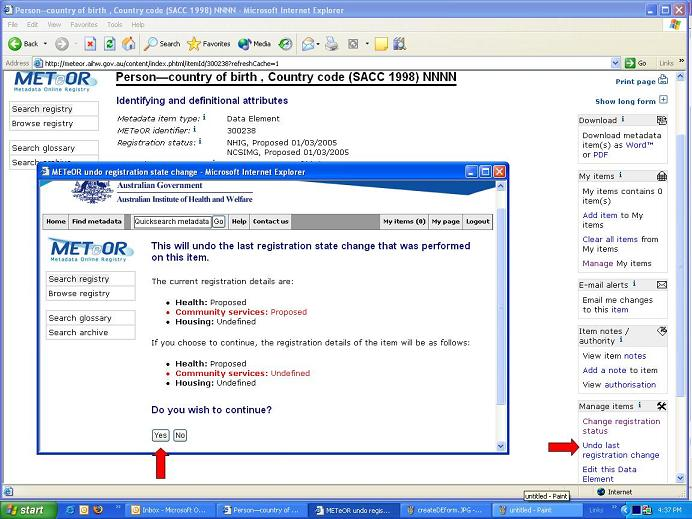 Person--country of birth , Country code (SACC 1998) NNNN - Microsoft Internet Explorer
File Edit View Favorites Tools Help
Back Search Favorites Media
Address http://meteor.aihw.gov.au/content/index.phtml/itemId/300238?refreshCache=1 Go Links »
METeOR
Metadata Online Registry
Search registry
Browse registry
Search glossary
Person—country of birth , Country code (SACC 1998) NNNN
Identifying and definitional attributes
Metadata item type: i Data Element
METeOR identifier: i 300238
Registration status: i NHIG, Proposed 01/03/2005
NCSIMG, Proposed 01/03/2005
Print page
Show long form
Download i
Download metadata
item(s) as Word™
or PDF
My items i
My items contains 0
item(s)
Add item to My
items
Clear all items from
My items
Manage My items
E-mail alerts i
Email me changes
to this item
Item notes /
authority i
View item notes
Add a note to item
View authorisation
Manage items i
Change registration
status
Undo last
registration change
Edit this Data
Element
METeOR undo registration state change - Microsoft Internet Explorer
Australian Government
Australian Institute of Health and Welfare
Home Find metadata Quicksearch metadata Go Help Contact us My items (0) My page Logout
METeOR
Metadata Online Registry
Search registry
Browse registry
Search glossary
Search archive
This will undo the last registration state change that was performed
on this item.
The current registration details are:
• Health: Proposed
• Community services: Proposed
• Housing: Undefined
If you choose to continue, the registration details of the item will be as follows:
• Health: Proposed
• Community services: Undefined
• Housing: Undefined
Do you wish to continue?
Yes No
untitled - Paint
Internet
start Inbox - Microsoft O... Person--country of ... METeOR undo regis... createDEForm.JPG -... untitled - Paint Links » 4:37 PM